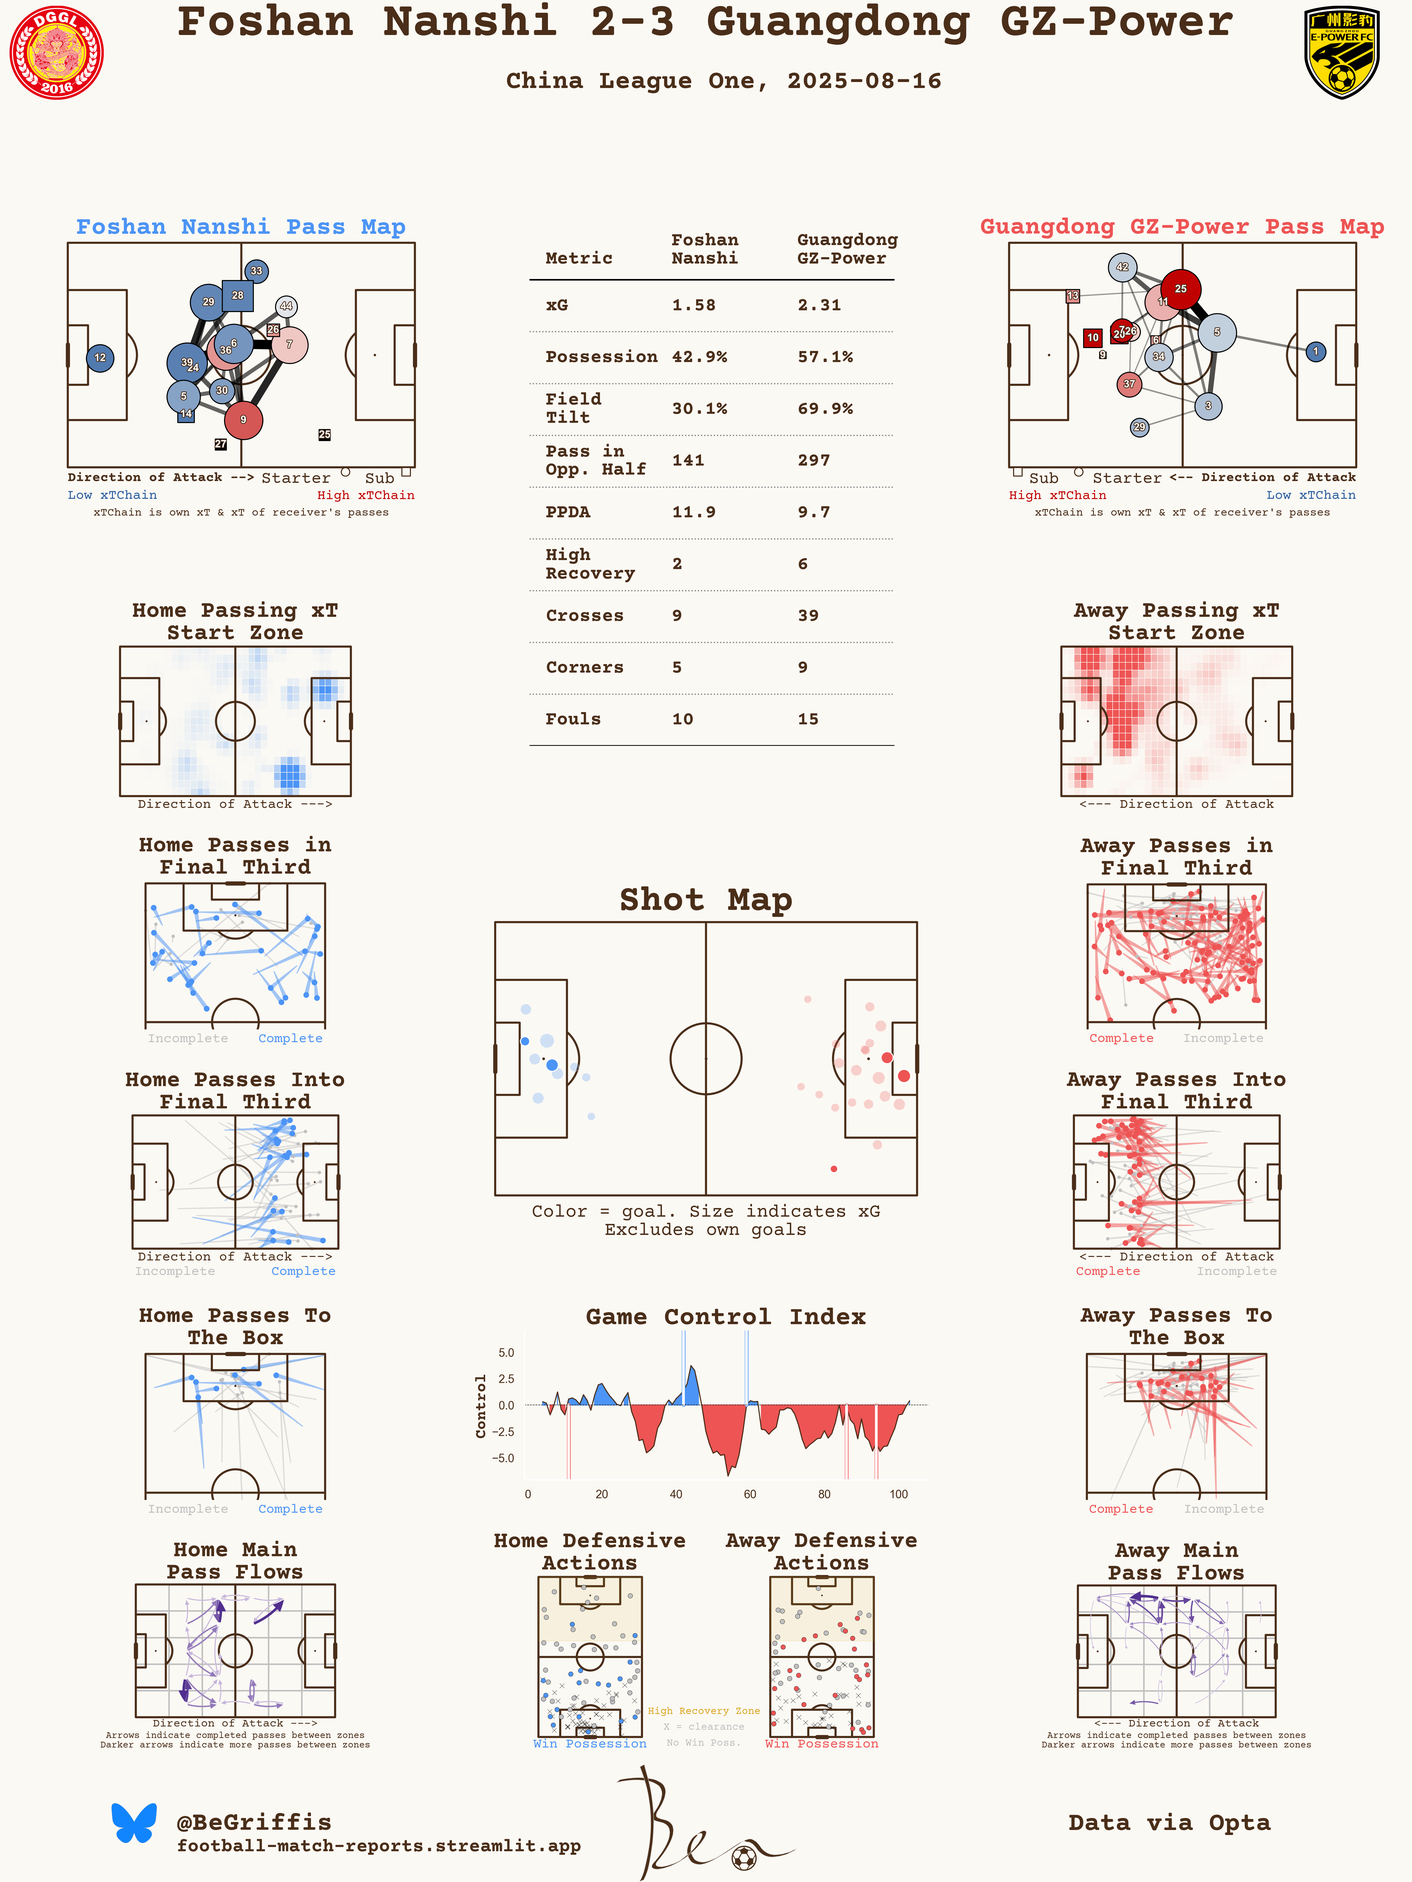 Foshan Nanshi 2-3 Guangdong GZ-Power
China League One, 2025-08-16
DGGL
2016
广州影豹
GUANGZHOU
E-POWER FC
Foshan Nanshi Pass Map
33
29
28
44
26
6
36
7
12
39
24
5
30
14
9
27
25
Direction of Attack --> Starter Sub
Low xTChain High xTChain
xTChain is own xT & xT of receiver's passes
Metric Foshan Nanshi Guangdong GZ-Power
xG 1.58 2.31
Possession 42.9% 57.1%
Field Tilt 30.1% 69.9%
Pass in Opp. Half 141 297
PPDA 11.9 9.7
High Recovery 2 6
Crosses 9 39
Corners 5 9
Fouls 10 15
Guangdong GZ-Power Pass Map
42
13
25
11
10
7
20
26
5
6
9
34
1
37
3
29
Sub Starter <-- Direction of Attack
High xTChain Low xTChain
xTChain is own xT & xT of receiver's passes
Home Passing xT
Start Zone
Direction of Attack --->
Away Passing xT
Start Zone
<--- Direction of Attack
Home Passes in
Final Third
Incomplete Complete
Away Passes in
Final Third
Complete Incomplete
Shot Map
Color = goal. Size indicates xG
Excludes own goals
Home Passes Into
Final Third
Direction of Attack --->
Incomplete Complete
Away Passes Into
Final Third
<--- Direction of Attack
Complete Incomplete
Home Passes To
The Box
Incomplete Complete
Game Control Index
Control
5.0
2.5
0.0
−2.5
−5.0
0 20 40 60 80 100
Away Passes To
The Box
Complete Incomplete
Home Main
Pass Flows
Direction of Attack --->
Arrows indicate completed passes between zones
Darker arrows indicate more passes between zones
Home Defensive
Actions
Win Possession
Away Defensive
Actions
Win Possession
High Recovery Zone
X = clearance
No Win Poss.
Away Main
Pass Flows
<--- Direction of Attack
Arrows indicate completed passes between zones
Darker arrows indicate more passes between zones
@BeGriffis
football-match-reports.streamlit.app
Ben
Data via Opta